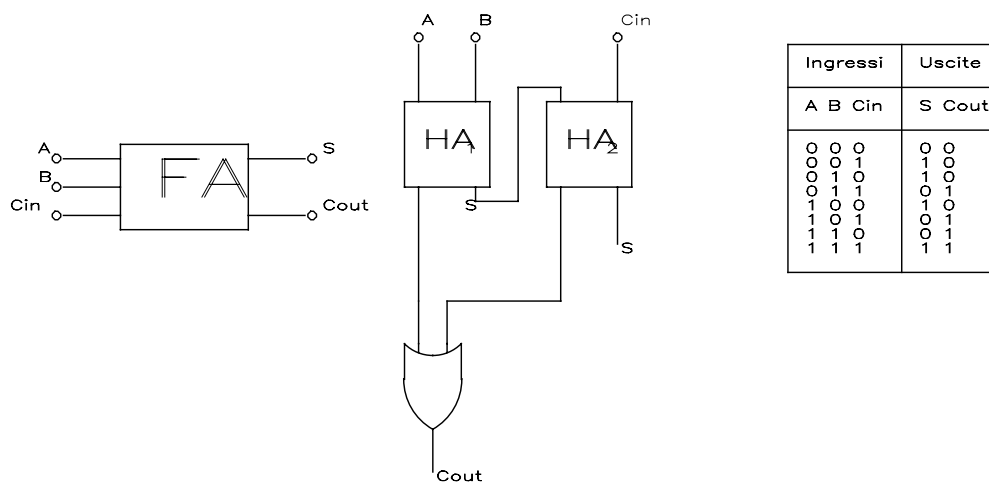 A
B
Cin
FA
S
Cout
A B
Cin
HA1
HA2
S
S
Cout
Ingressi Uscite
A B Cin S Cout
0 0 0 0 0
0 0 1 1 0
0 1 0 1 0
0 1 1 0 1
1 0 0 1 0
1 0 1 0 1
1 1 0 0 1
1 1 1 1 1